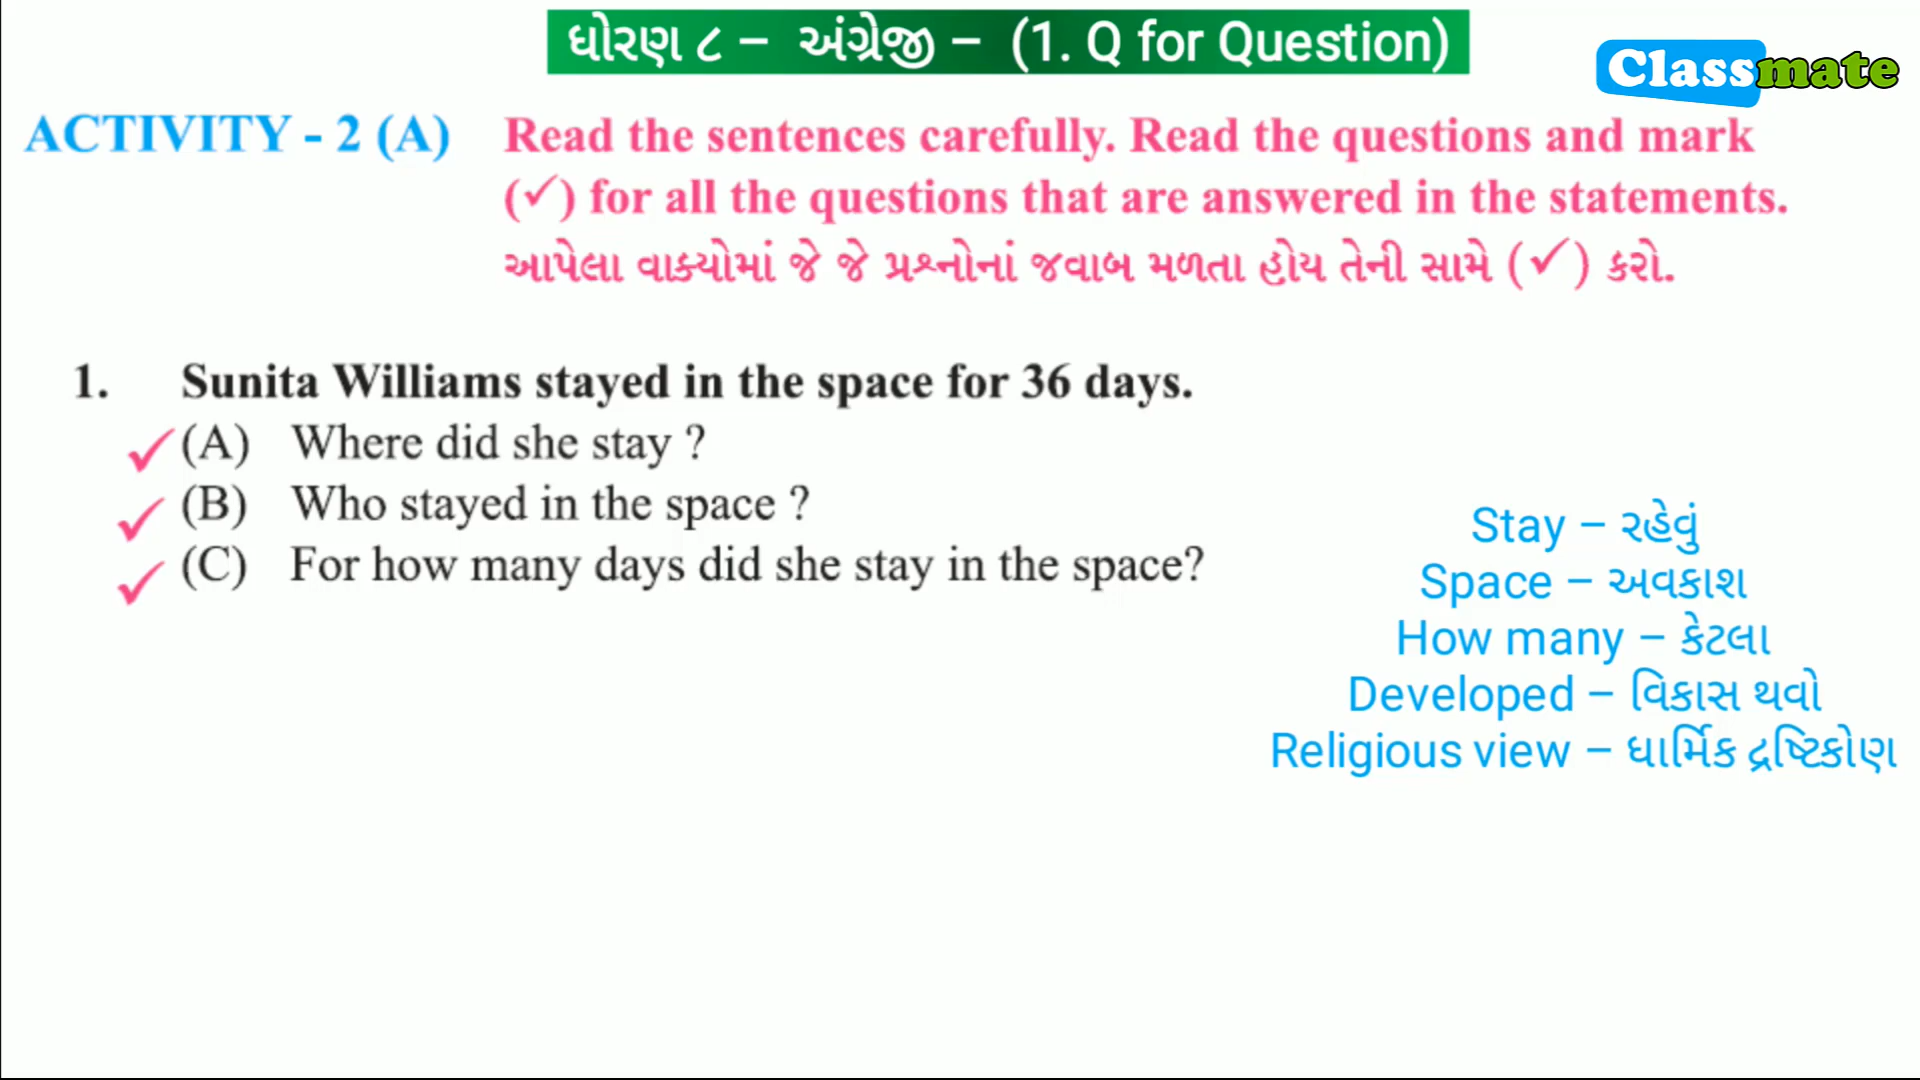 ધોરણ ૮ – અંગ્રેજી – (1. Q for Question)
Classmate
ACTIVITY - 2 (A) Read the sentences carefully. Read the questions and mark
(✓) for all the questions that are answered in the statements.
આપેલા વાક્યોમાં જે જે પ્રશ્નોનાં જવાબ મળતા હોય તેની સામે (✓) કરો.
1. Sunita Williams stayed in the space for 36 days.
✓ (A) Where did she stay ?
✓ (B) Who stayed in the space ?
✓ (C) For how many days did she stay in the space?
Stay – રહેવું
Space – અવકાશ
How many – કેટલા
Developed – વિકાસ થવો
Religious view – ધાર્મિક દ્રષ્ટિકોણ